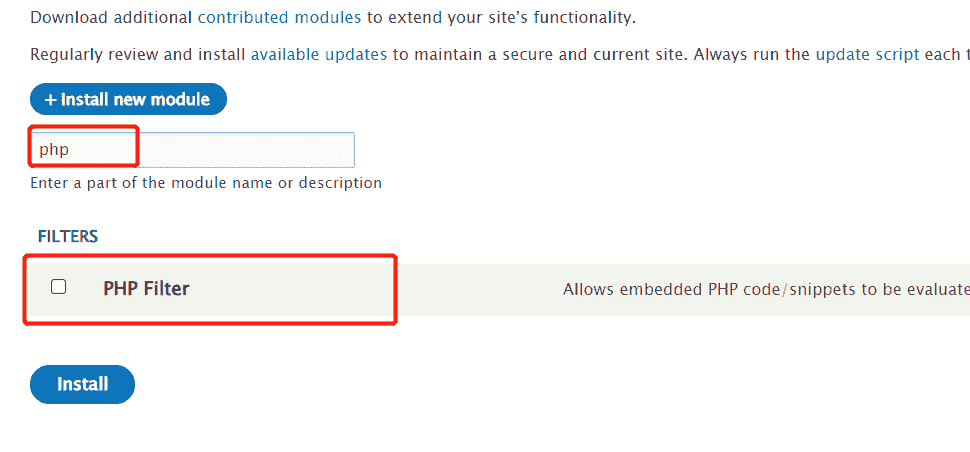 Download additional contributed modules to extend your site's functionality.
Regularly review and install available updates to maintain a secure and current site. Always run the update script each t
+ Install new module
php
Enter a part of the module name or description
FILTERS
PHP Filter
Allows embedded PHP code/snippets to be evaluate
Install